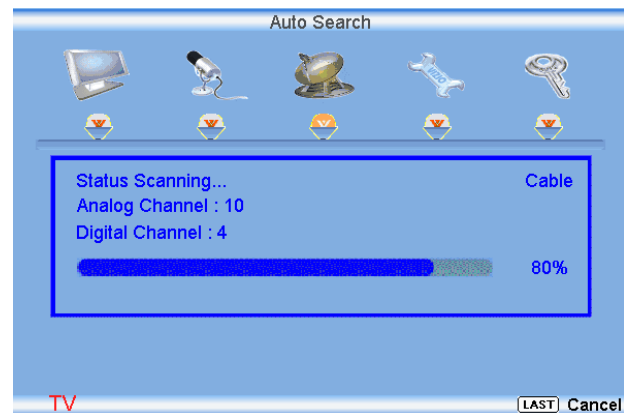 Auto Search
Status Scanning... Cable
Analog Channel : 10
Digital Channel : 4
80%
TV LAST Cancel